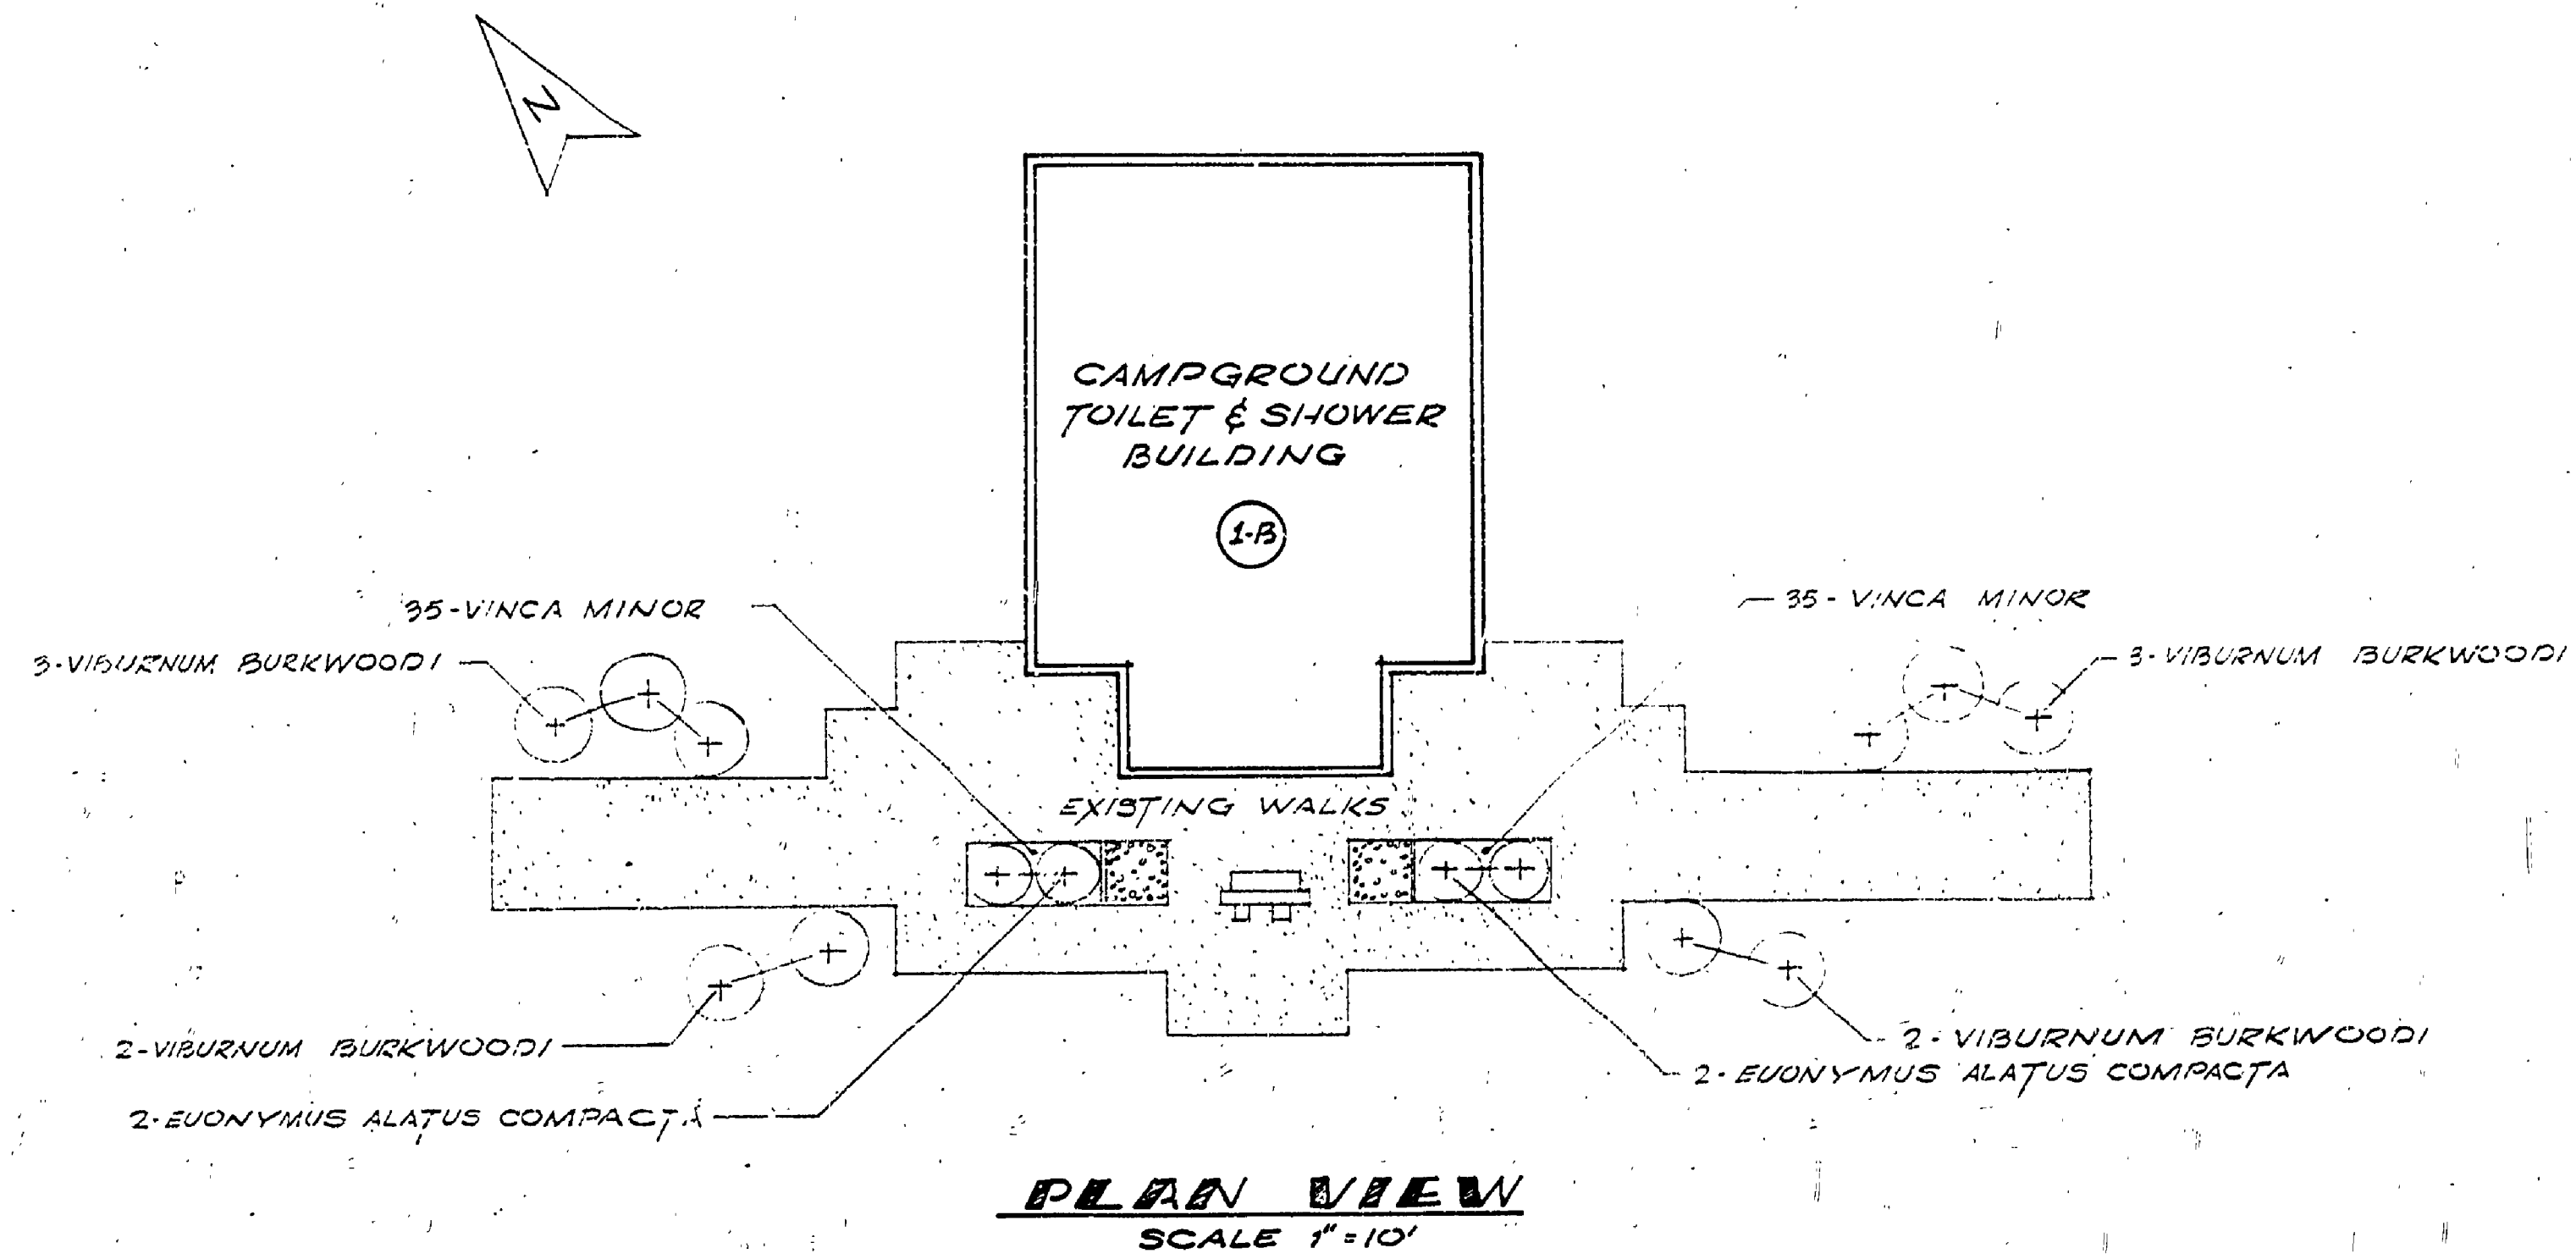 N
CAMPGROUND
TOILET & SHOWER
BUILDING
1-B
35-VINCA MINOR
35-VINCA MINOR
3-VIBURNUM BURKWOODI
3-VIBURNUM BURKWOODI
EXISTING WALKS
2-VIBURNUM BURKWOODI
2-VIBURNUM BURKWOODI
2-EUONYMUS ALATUS COMPACTA
2-EUONYMUS ALATUS COMPACTA
PLAN VIEW
SCALE 1"=10'